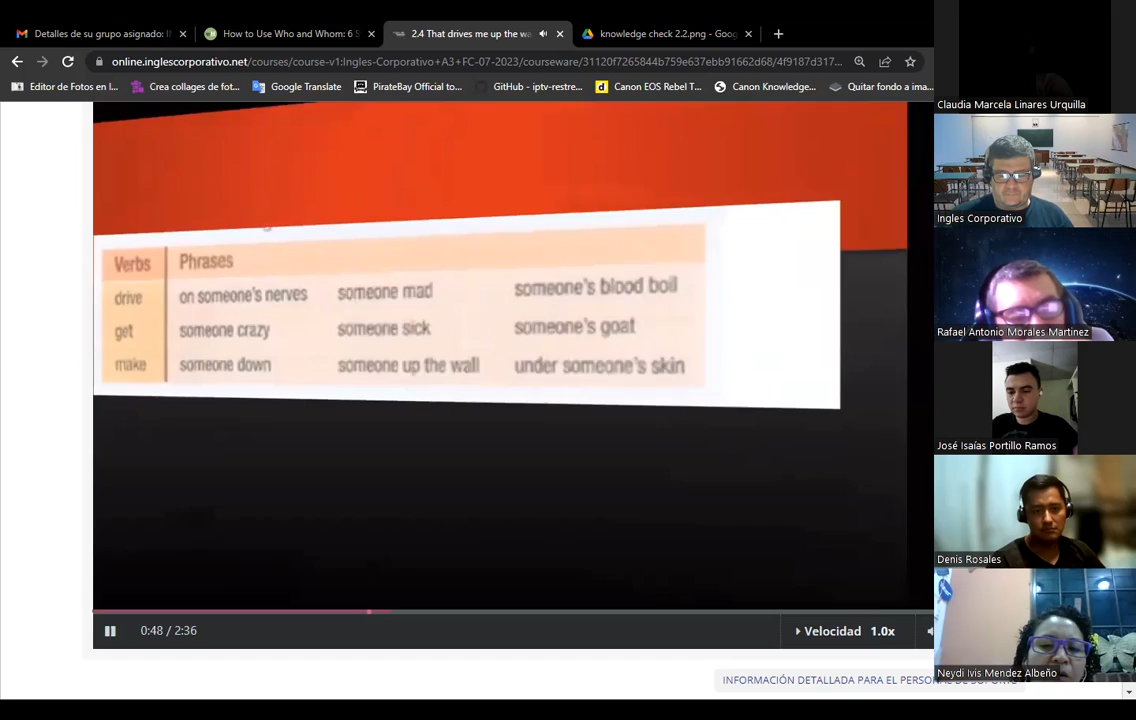 Detalles de su grupo asignado: I
How to Use Who and Whom: 6 S
2.4 That drives me up the wa
knowledge check 2.2.png - Goog
online.inglescorporativo.net/courses/course-v1:Ingles-Corporativo+A3+FC-07-2023/courseware/31120f7265844b759e637ebb91662d68/4f9187d317...
Editor de Fotos en l...
Crea collages de fot...
Google Translate
PirateBay Official to...
GitHub - iptv-restre...
Canon EOS Rebel T...
Canon Knowledge...
Quitar fondo a ima...
Verbs Phrases
drive on someone's nerves someone mad someone's blood boil
get someone crazy someone sick someone's goat
make someone down someone up the wall under someone's skin
0:48 / 2:36
Velocidad 1.0x
INFORMACIÓN DETALLADA PARA EL PERSONAL DE SOPORTE
Claudia Marcela Linares Urquilla
Ingles Corporativo
Rafael Antonio Morales Martinez
José Isaías Portillo Ramos
Denis Rosales
Neydi Ivis Mendez Albeño